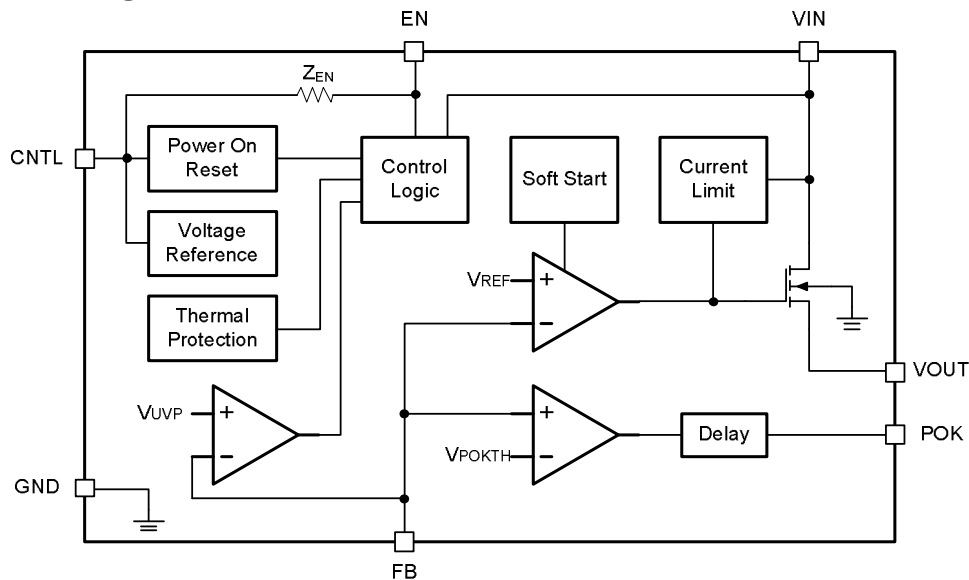 EN
VIN
ZEN
CNTL
Power On
Reset
Control
Logic
Soft Start
Current
Limit
Voltage
Reference
VREF
+
−
Thermal
Protection
VUVP
+
−
+
VPOKTH
−
Delay
VOUT
POK
GND
FB